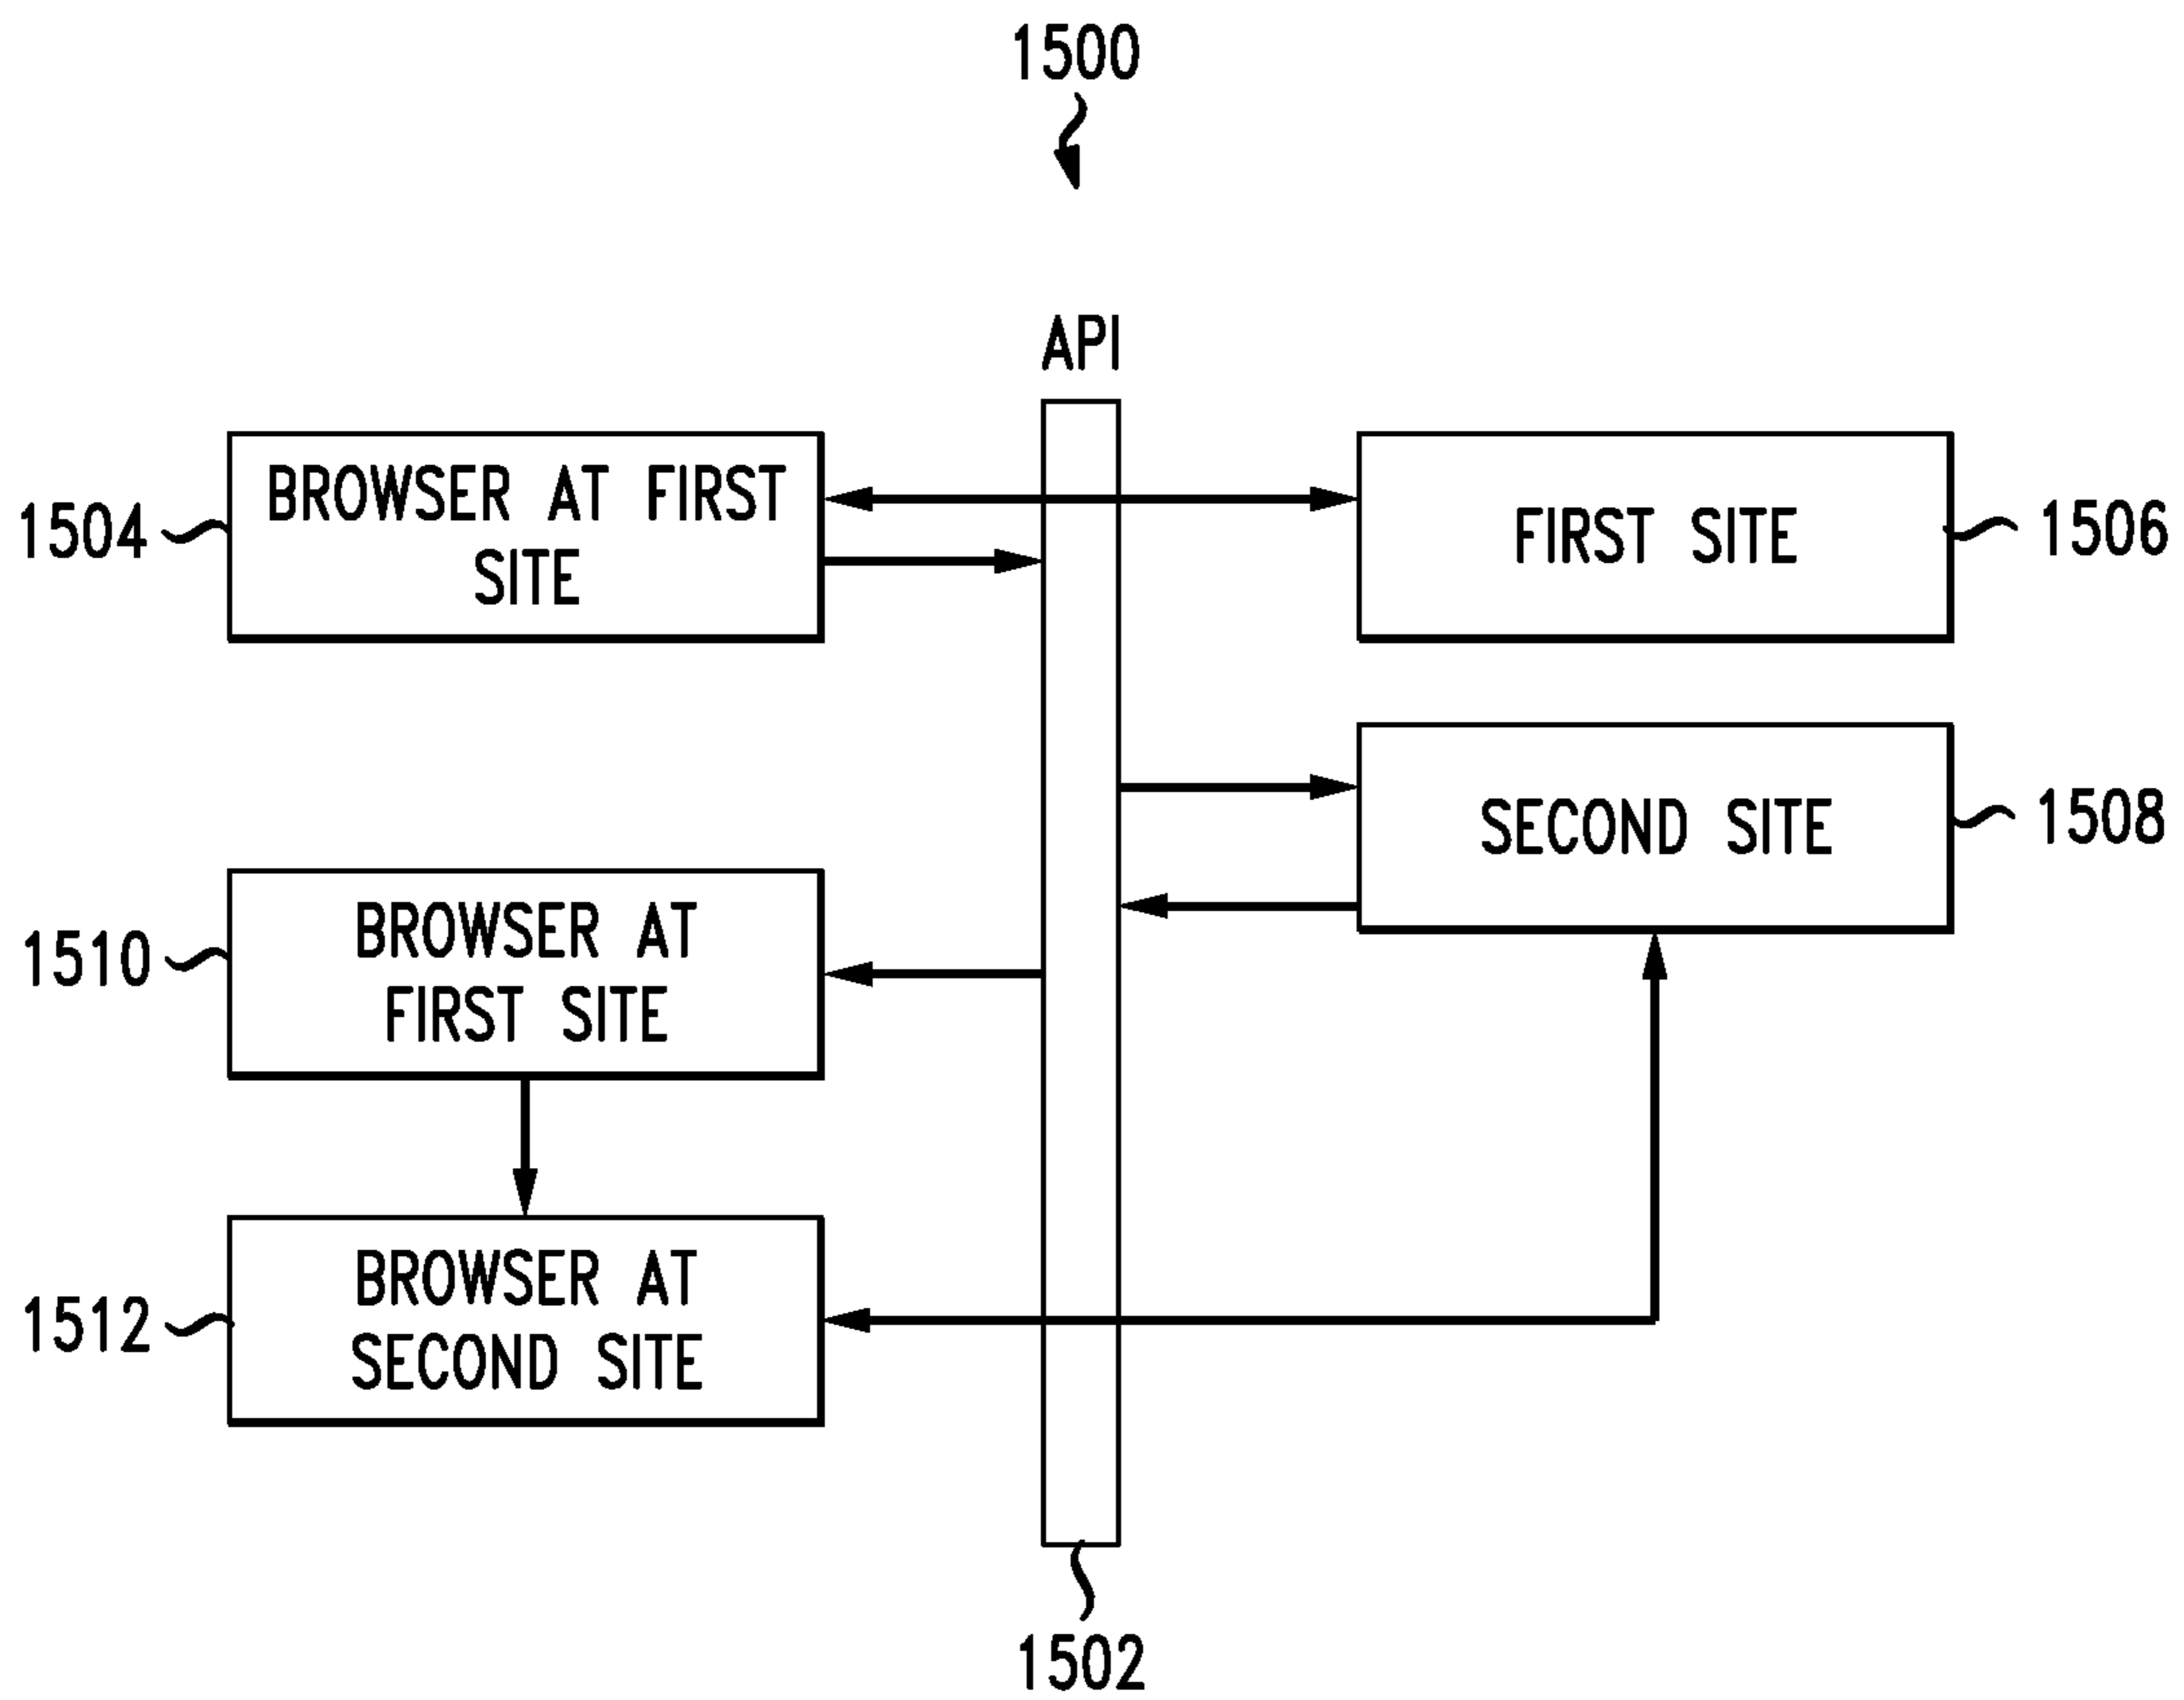 1500
API
1504
BROWSER AT FIRST
SITE
FIRST SITE
1506
SECOND SITE
1508
1510
BROWSER AT
FIRST SITE
1512
BROWSER AT
SECOND SITE
1502